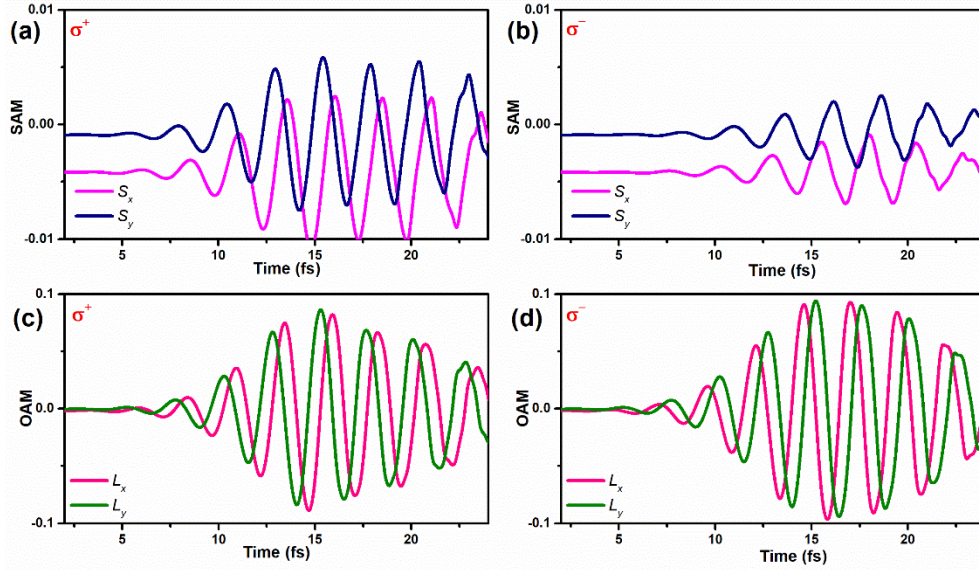 (a)
σ+
0.01
0.00
-0.01
SAM
Sx
Sy
5
10
15
20
Time (fs)
(b)
σ−
0.01
0.00
-0.01
SAM
Sx
Sy
5
10
15
20
Time (fs)
(c)
σ+
0.1
0.0
-0.1
OAM
Lx
Ly
5
10
15
20
Time (fs)
(d)
σ−
0.1
0.0
-0.1
OAM
Lx
Ly
5
10
15
20
Time (fs)